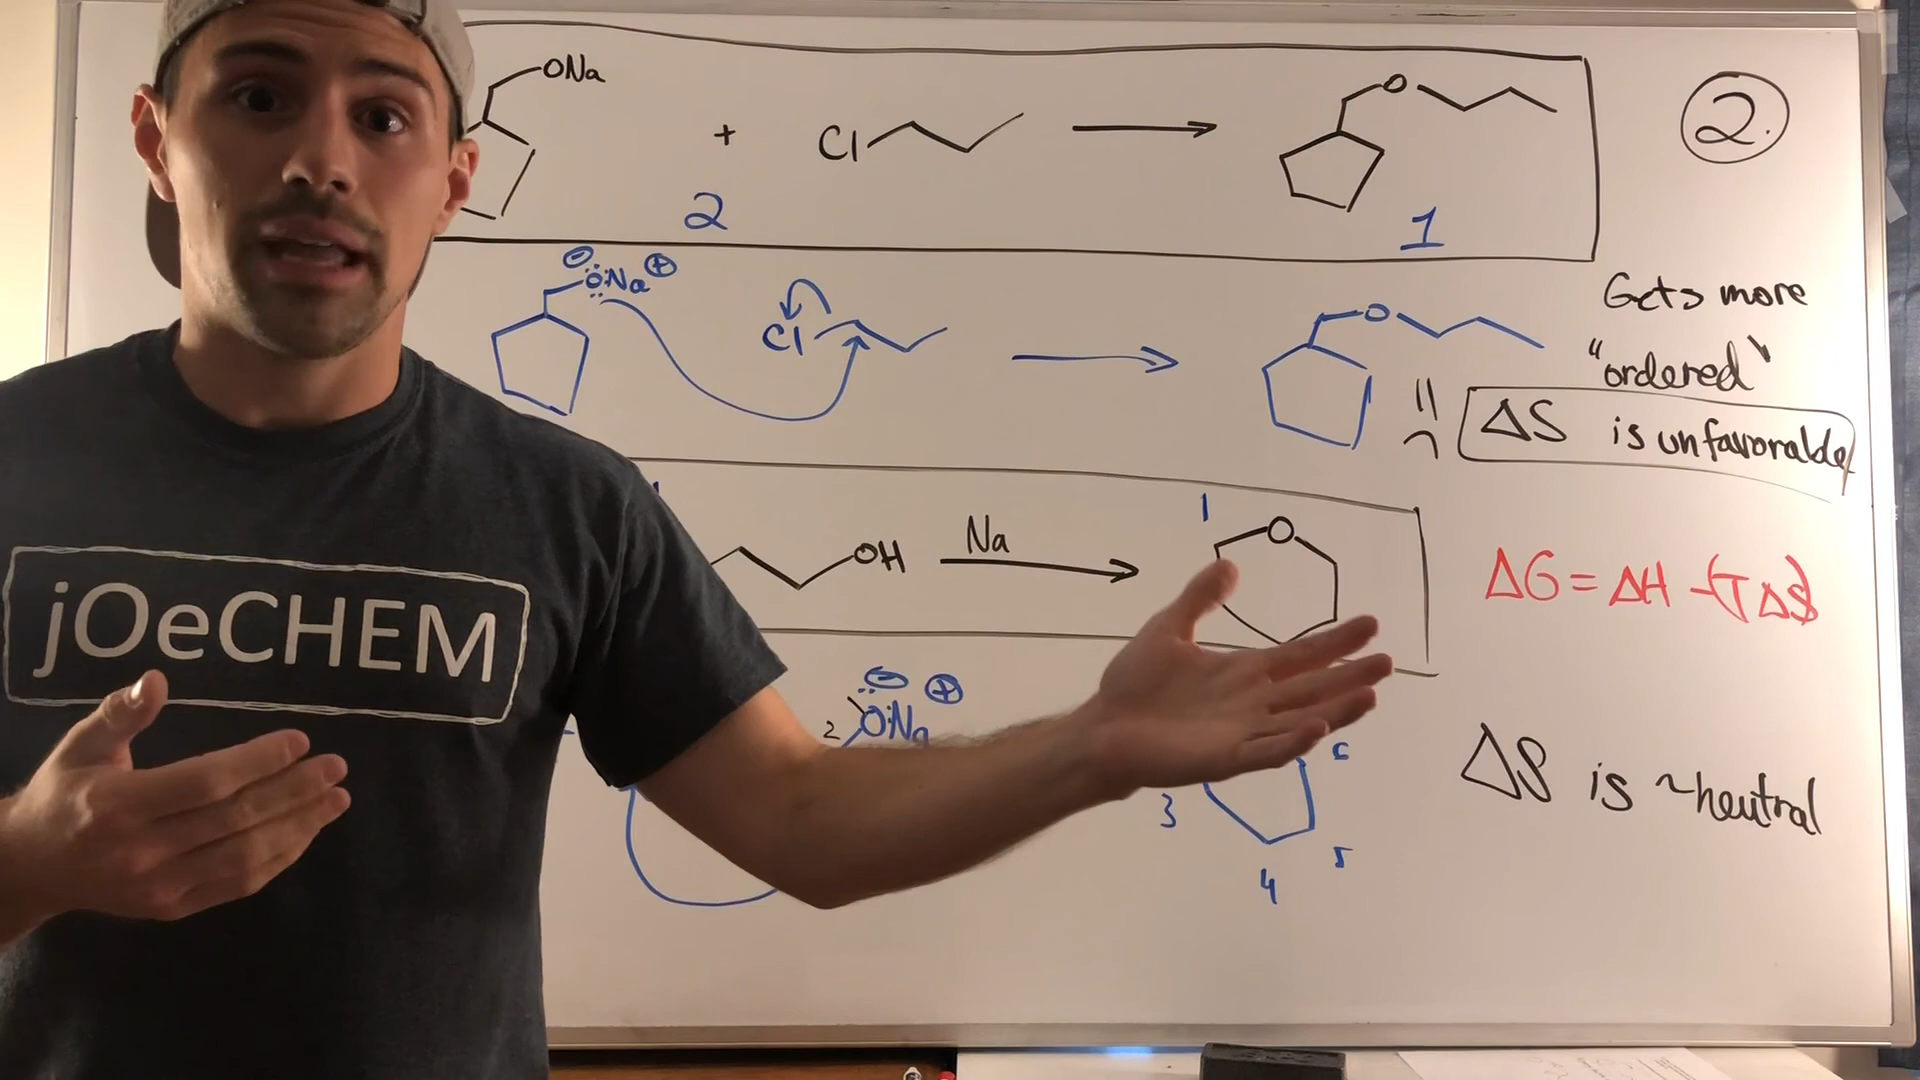 ONa
+
Cl
O
2.
2
1
⊖
:Ö:Na ⊕
Cl
O
Gets more
"ordered"
ΔS is unfavorable
OH
Na
1
O
ΔG = ΔH -(TΔS)
jOeCHEM
⊖ ⊕
2
ONa
6
3
5
4
ΔS is ~neutral